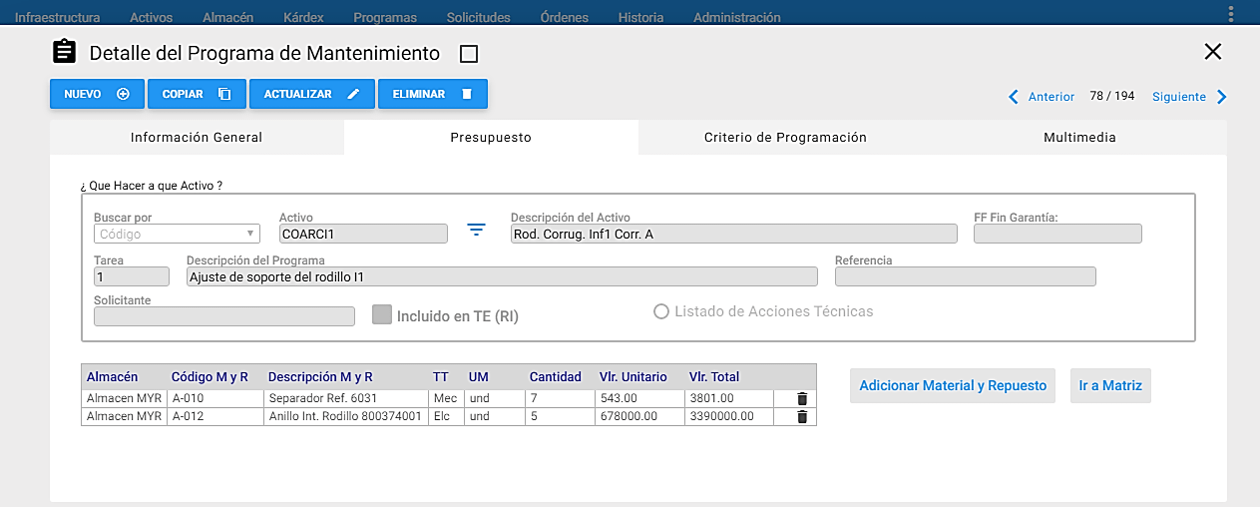 Infraestructura Activos Almacén Kárdex Programas Solicitudes Órdenes Historia Administración
Detalle del Programa de Mantenimiento
NUEVO COPIAR ACTUALIZAR ELIMINAR
Anterior 78 / 194 Siguiente
Información General Presupuesto Criterio de Programación Multimedia
¿ Que Hacer a que Activo ?
Buscar por Activo Descripción del Activo FF Fin Garantía:
Código COARCI1 Rod. Corrug. Inf1 Corr. A
Tarea Descripción del Programa Referencia
1 Ajuste de soporte del rodillo I1
Solicitante
Incluido en TE (RI) Listado de Acciones Técnicas
Almacén Código M y R Descripción M y R TT UM Cantidad Vlr. Unitario Vlr. Total
Almacen MYR A-010 Separador Ref. 6031 Mec und 7 543.00 3801.00
Almacen MYR A-012 Anillo Int. Rodillo 800374001 Elc und 5 678000.00 3390000.00
Adicionar Material y Repuesto Ir a Matriz